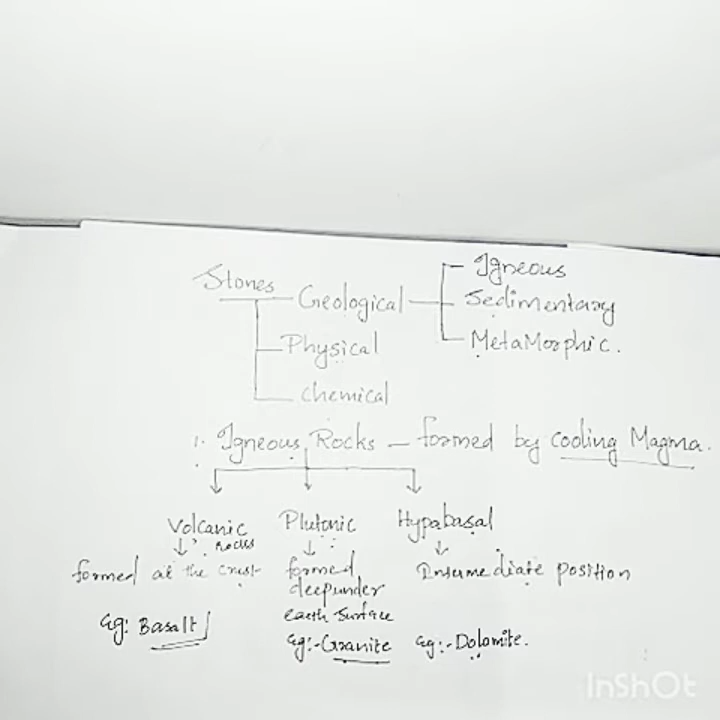 Stones
Geological
Igneous
Sedimentary
MetaMorphic.
Physical
chemical
1. Igneous Rocks – formed by cooling Magma.
Volcanic rocks
formed at the crust
eg: Basalt
Plutonic
formed
deepunder
earth surface
eg:- Granite
Hypabasal
Intermediate position
eg:- Dolomite.
InShOt